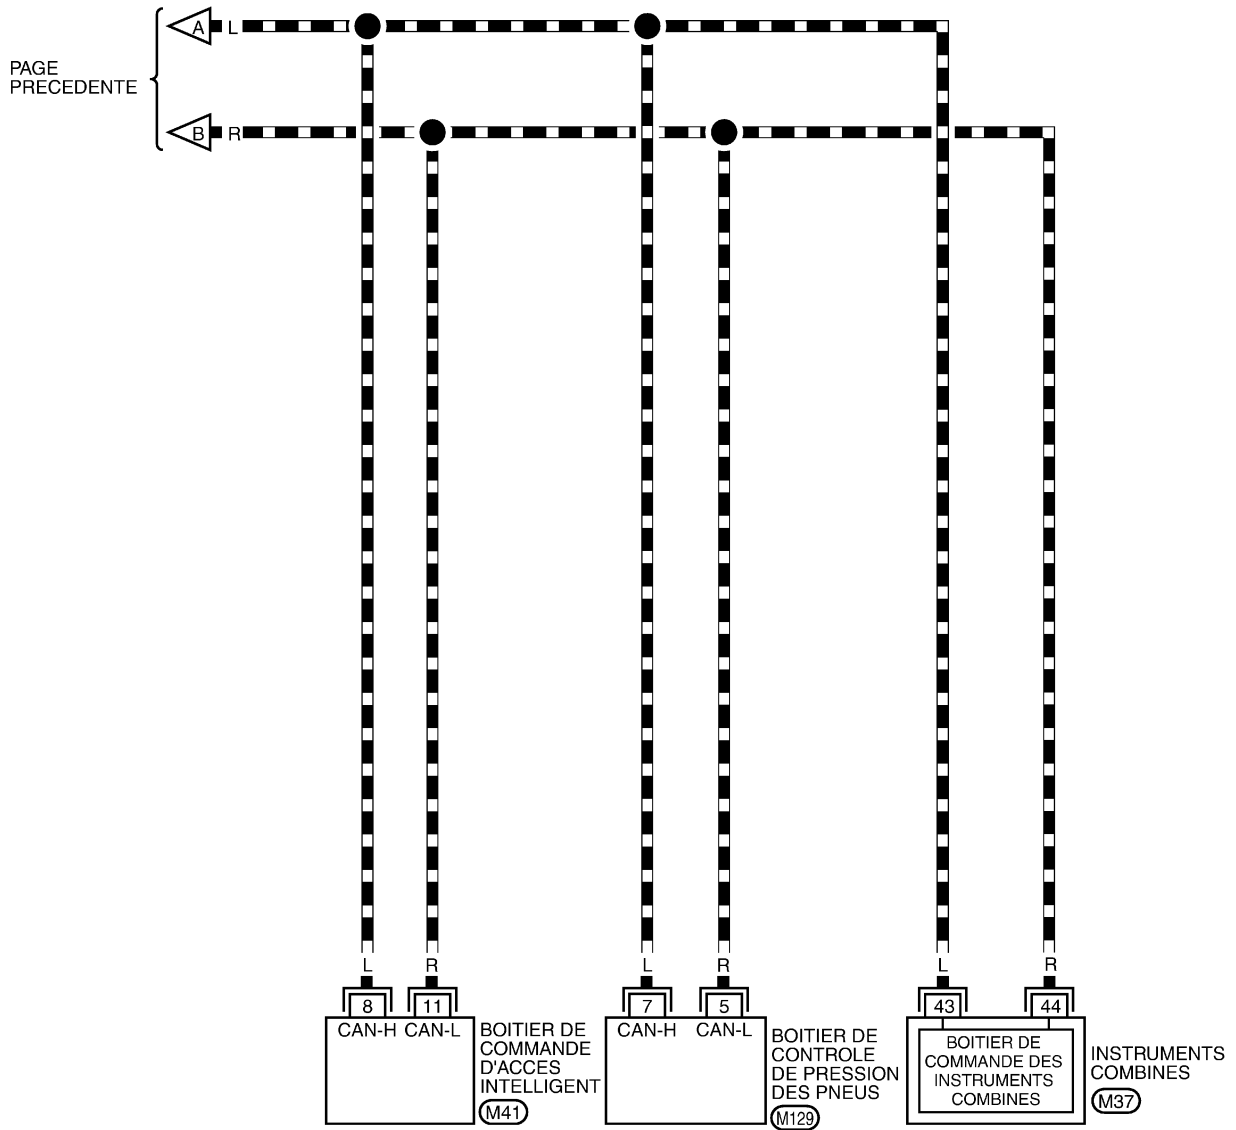 A L
PAGE
PRECEDENTE
B R
L R L R L R
8 11 7 5 43 44
CAN-H CAN-L
BOITIER DE
COMMANDE
D'ACCES
INTELLIGENT
M41
CAN-H CAN-L
BOITIER DE
CONTROLE
DE PRESSION
DES PNEUS
M129
BOITIER DE
COMMANDE DES
INSTRUMENTS
COMBINES
INSTRUMENTS
COMBINES
M37